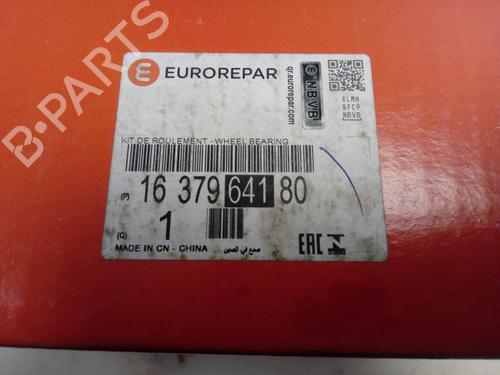 B-PARTS
EUROREPAR
qr.eurorepar.com
NBVB
XLMH
QFC9
NBVB
KIT DE ROULEMENT - WHEEL BEARING
(P) 16 379 641 80
(Q) 1
MADE IN CN - CHINA صنع في الصين
EAC